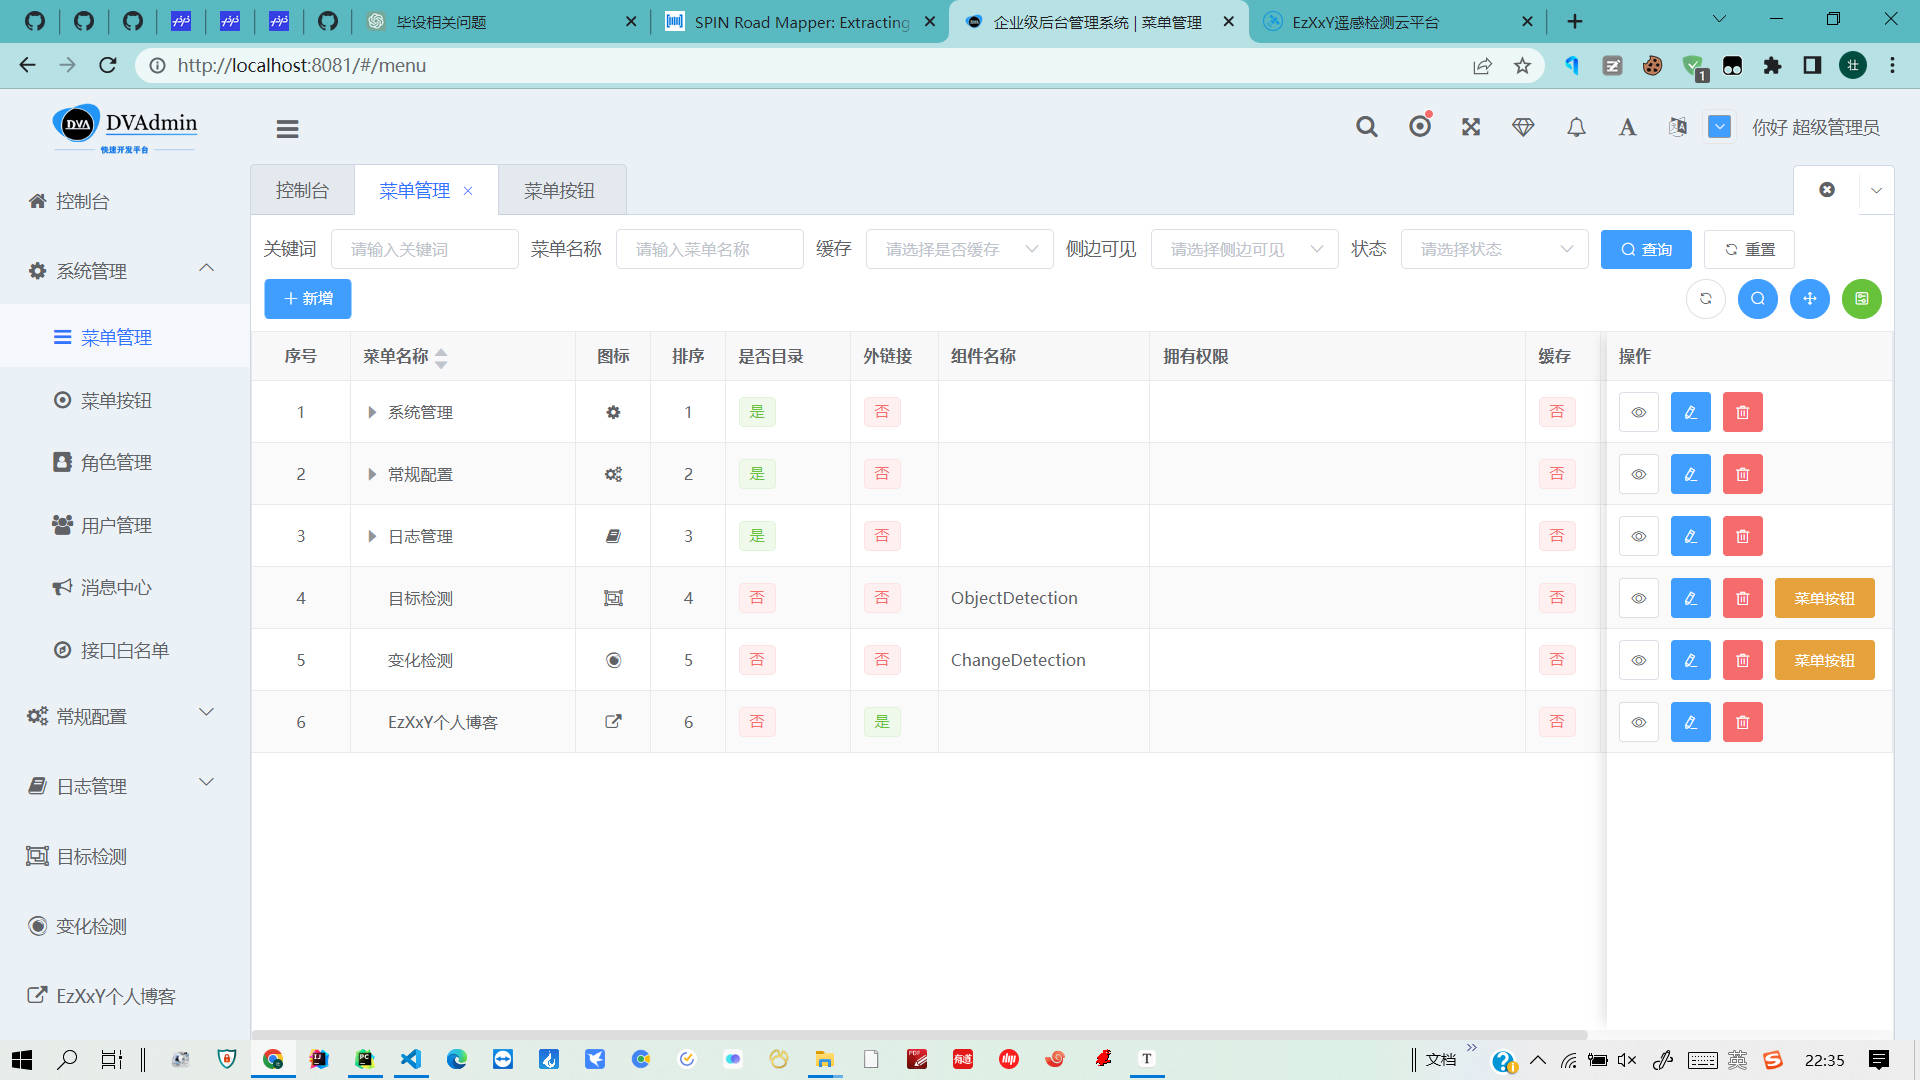 毕设相关问题
SPIN Road Mapper: Extracting
企业级后台管理系统 | 菜单管理
EzXxY遥感检测云平台
http://localhost:8081/#/menu
1
壮
DVA DVAdmin
快速开发平台
你好 超级管理员
控制台
系统管理
菜单管理
菜单按钮
角色管理
用户管理
消息中心
接口白名单
常规配置
日志管理
目标检测
变化检测
EzXxY个人博客
控制台 菜单管理 菜单按钮
关键词 请输入关键词 菜单名称 请输入菜单名称 缓存 请选择是否缓存 侧边可见 请选择侧边可见 状态 请选择状态 查询 重置
新增
序号 菜单名称 图标 排序 是否目录 外链接 组件名称 拥有权限 缓存 操作
1 系统管理 1 是 否 否
2 常规配置 2 是 否 否
3 日志管理 3 是 否 否
4 目标检测 4 否 否 ObjectDetection 否 菜单按钮
5 变化检测 5 否 否 ChangeDetection 否 菜单按钮
6 EzXxY个人博客 6 否 是 否
文档
英
22:35